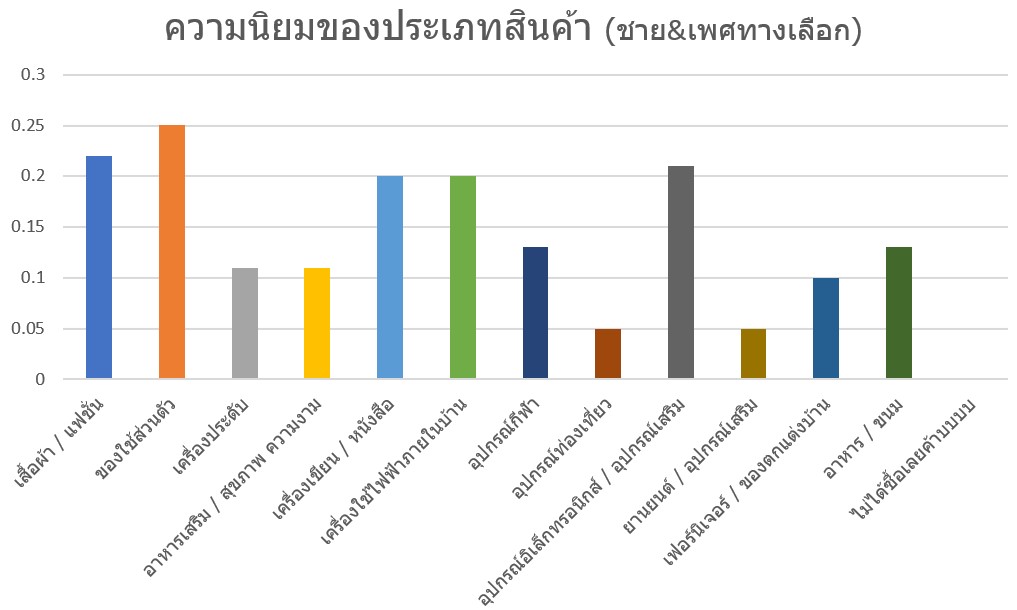 ความนิยมของประเภทสินค้า (ชาย&เพศทางเลือก)
0.3
0.25
0.2
0.15
0.1
0.05
0
เสื้อผ้า / แฟชั่น
ของใช้ส่วนตัว
เครื่องประดับ
อาหารเสริม / สุขภาพ ความงาม
เครื่องเขียน / หนังสือ
เครื่องใช้ไฟฟ้าภายในบ้าน
อุปกรณ์กีฬา
อุปกรณ์ท่องเที่ยว
อุปกรณ์อิเล็กทรอนิกส์ / อุปกรณ์เสริม
ยานยนต์ / อุปกรณ์เสริม
เฟอร์นิเจอร์ / ของตกแต่งบ้าน
อาหาร / ขนม
ไม่ได้ซื้อเลยค้าบบบบ